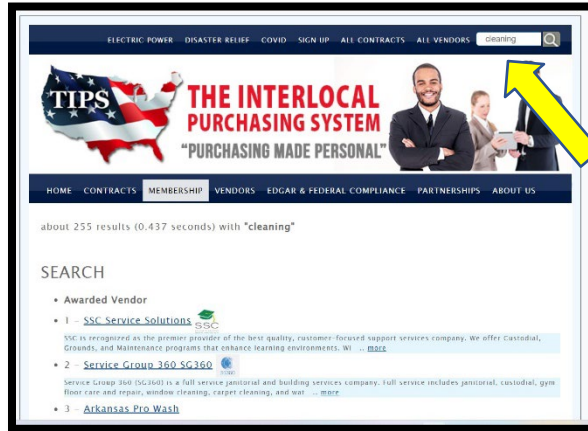 ELECTRIC POWER DISASTER RELIEF COVID SIGN UP ALL CONTRACTS ALL VENDORS cleaning
TIPS
THE INTERLOCAL
PURCHASING SYSTEM
"PURCHASING MADE PERSONAL"
HOME CONTRACTS MEMBERSHIP VENDORS EDGAR & FEDERAL COMPLIANCE PARTNERSHIPS ABOUT US
about 255 results (0.437 seconds) with "cleaning"
SEARCH
• Awarded Vendor
• 1 – SSC Service Solutions SSC
SSC is recognized as the premier provider of the best quality, customer-focused support services company. We offer Custodial,
Grounds, and Maintenance programs that enhance learning environments. Wi ... more
• 2 – Service Group 360 SG360
Service Group 360 (SG360) is a full service janitorial and building services company. Full service includes janitorial, custodial, gym
floor care and repair, window cleaning, carpet cleaning, and wat ... more
• 3 – Arkansas Pro Wash